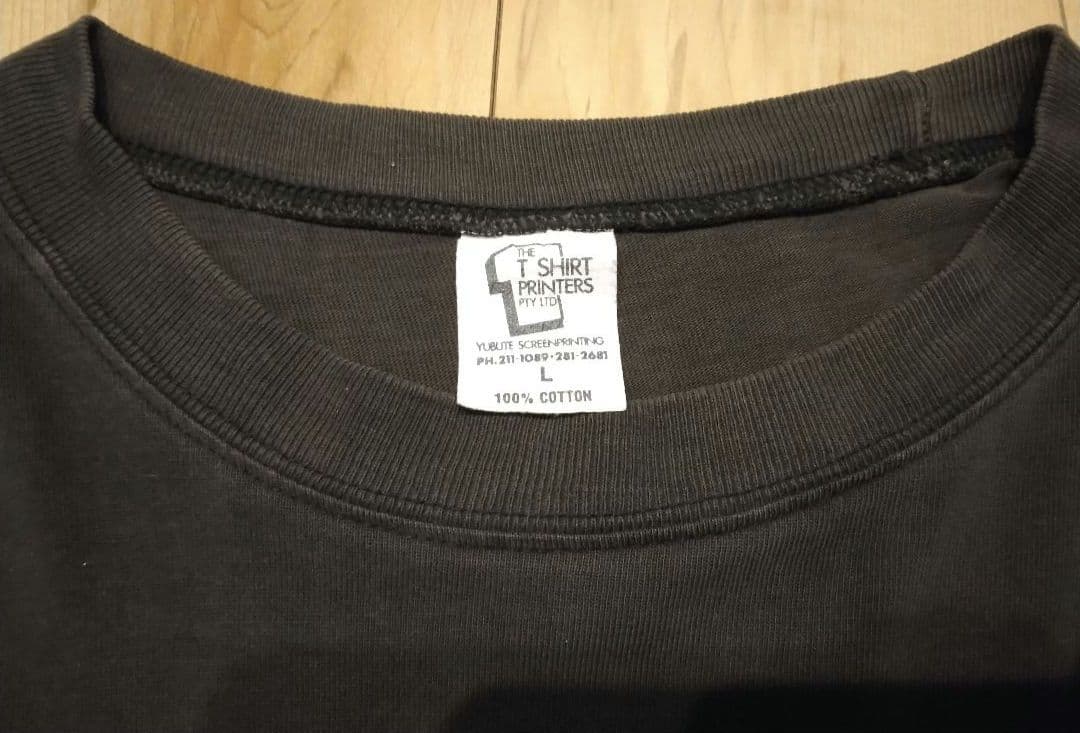 THE
T SHIRT
PRINTERS
PTY LTD
YUBUTE SCREENPRINTING
PH. 211-1089 • 281-2681
L
100% COTTON